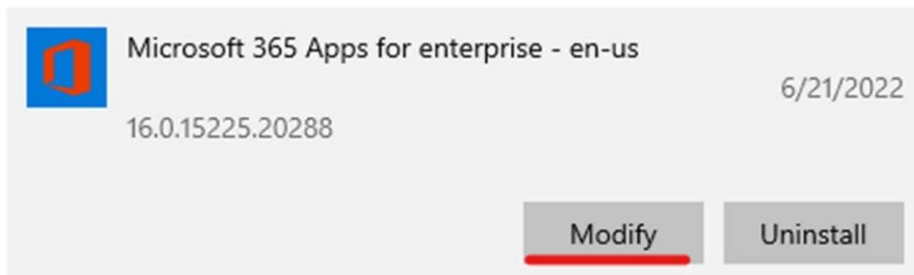 Microsoft 365 Apps for enterprise - en-us
6/21/2022
16.0.15225.20288
Modify
Uninstall